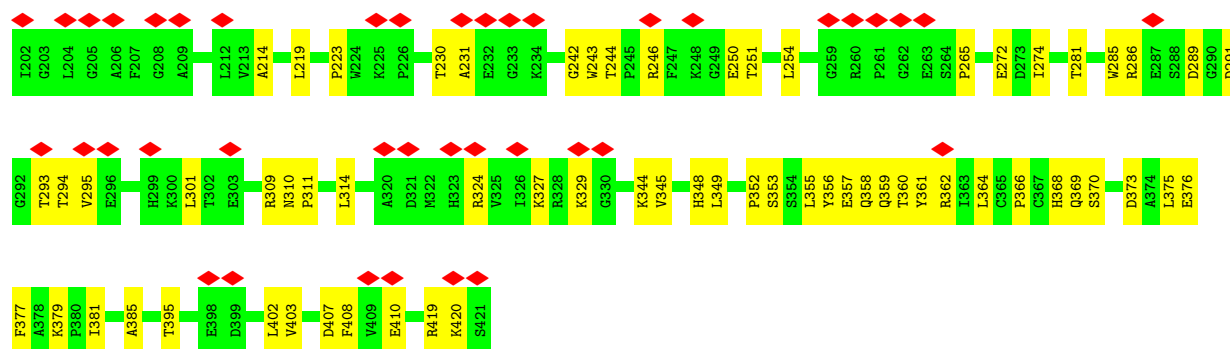 I202 G203 L204 G205 A206 F207 G208 A209 L212 V213 A214 L219 P223 W224 K225 P226 T230 A231 E232 G233 K234 G242 W243 T244 P245 R246 F247 K248 G249 E250 T251 L254 G259 R260 P261 G262 E263 S264 P265 E272 D273 I274 T281 W285 R286 E287 S288 D289 G290 D291
G292 T293 T294 V295 E296 H299 K300 L301 T302 E303 R309 N310 P311 L314 A320 D321 M322 H323 R324 V325 I326 K327 R328 K329 G330 K344 V345 H348 L349 P352 S353 S354 L355 Y356 E357 Q358 Q359 T360 Y361 R362 I363 L364 C365 P366 C367 H368 Q369 S370 D373 A374 L375 E376
F377 A378 K379 P380 I381 A385 T395 E398 D399 L402 V403 D407 F408 V409 E410 R419 K420 S421